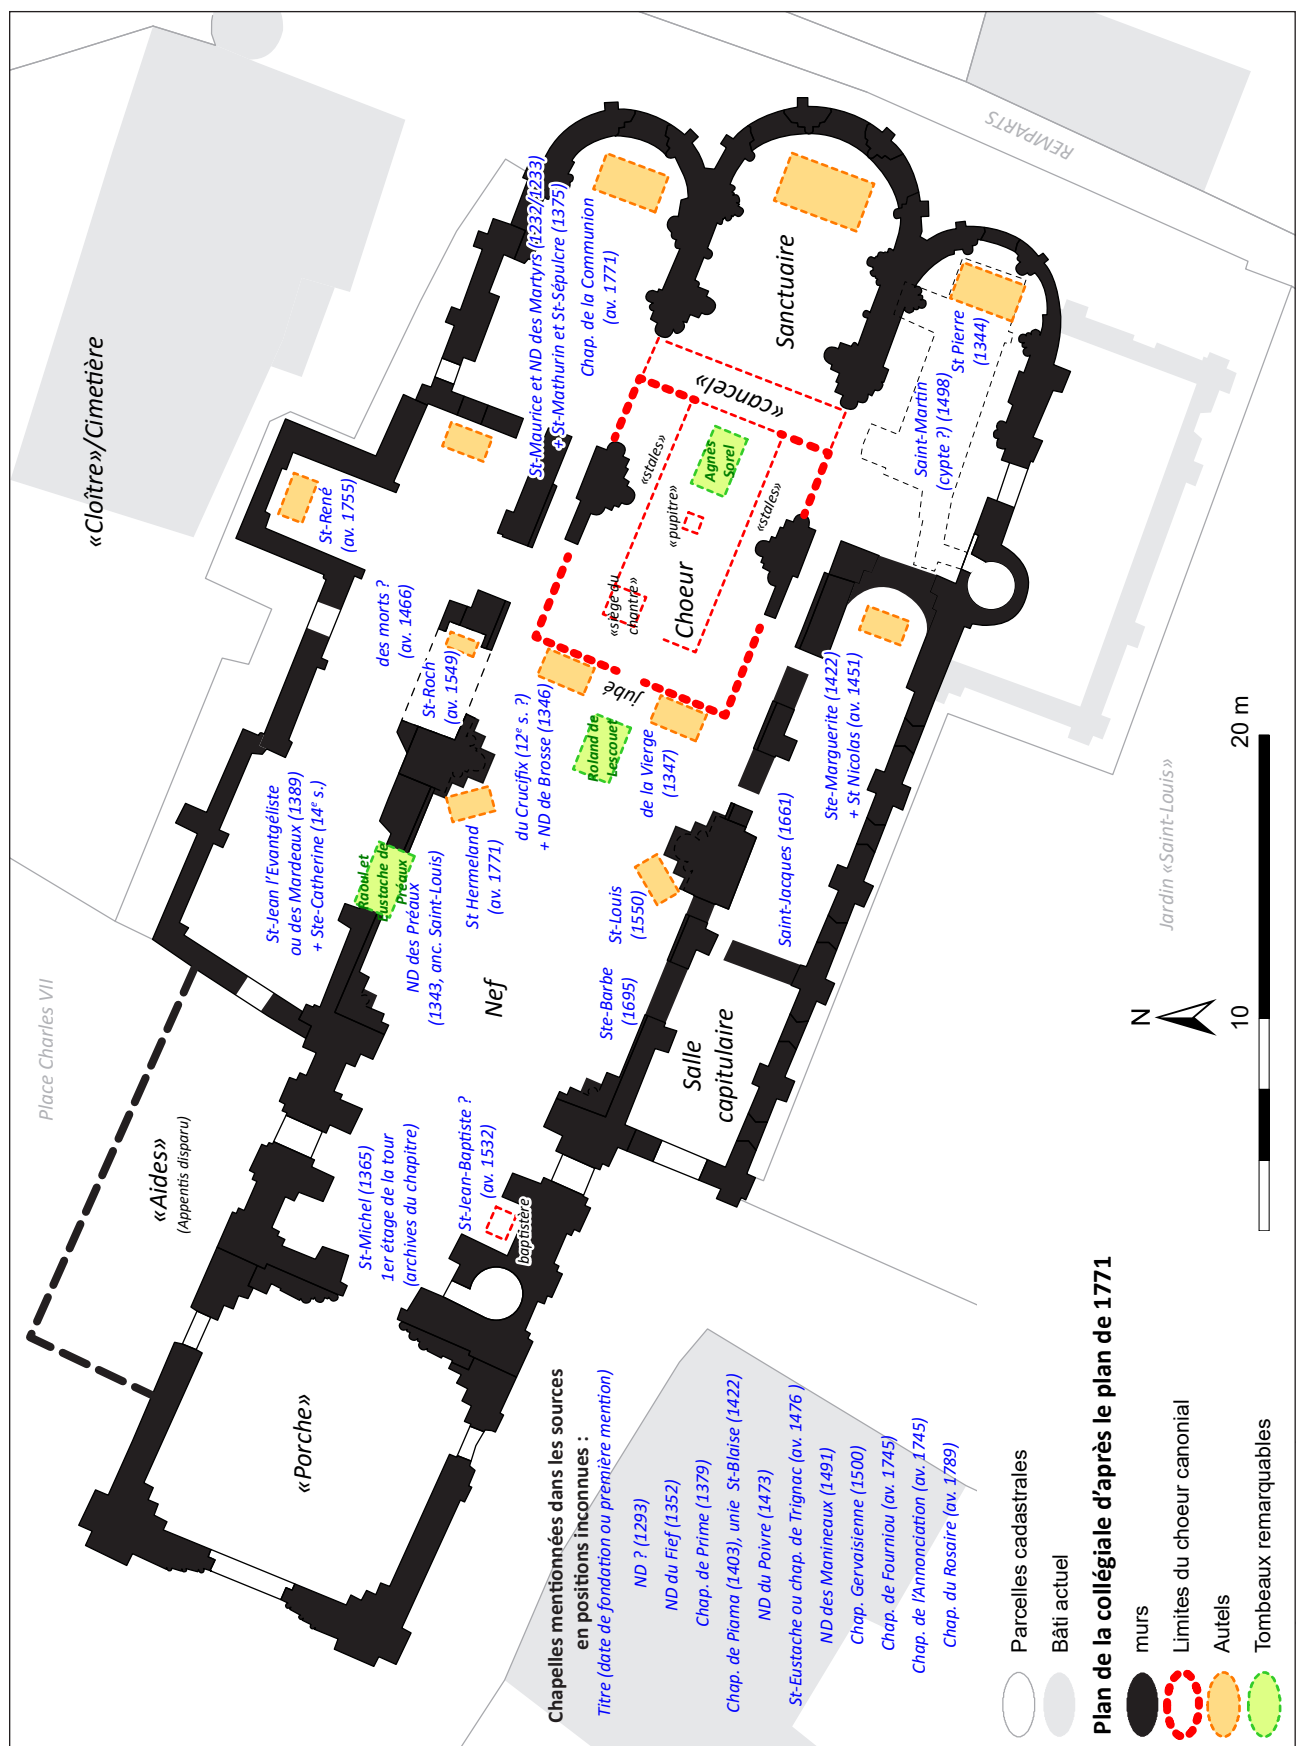 «Cloître»/Cimetière
REMPARTS
Place Charles VII
Jardin «Saint-Louis»
«Aides»
(Appentis disparu)
«Porche»
St-Michel (1365)
1er étage de la tour
(archives du chapitre)
St-Jean-Baptiste ?
(av. 1532)
baptistère
Nef
St-Jean l'Evantgéliste
ou des Mardeaux (1389)
+ Ste-Catherine (14e s.)
Raoul et
Eustache de
Préaux
ND des Préaux
(1343, anc. Saint-Louis)
St Hermeland
(av. 1771)
des morts ?
(av. 1466)
St-Roch
(av. 1549)
St-René
(av. 1755)
du Crucifix (12e s. ?)
+ ND de Brosse (1346)
Roland de
Lescouet
de la Vierge
(1347)
St-Louis
(1550)
Ste-Barbe
(1695)
Salle
capitulaire
Saint-Jacques (1661)
Ste-Marguerite (1422)
+ St Nicolas (av. 1451)
jubé
Choeur
«siège du
chantre»
«pupitre»
«stales»
«stales»
Agnès
Sorel
«cancel»
Sanctuaire
St-Maurice et ND des Martyrs (1232/1233)
+ St-Mathurin et St-Sépulcre (1375)
Chap. de la Communion
(av. 1771)
Saint-Martin
(cypte ?) (1498)
St Pierre
(1344)
N
10
20 m
Chapelles mentionnées dans les sources
en positions inconnues :
Titre (date de fondation ou première mention)
ND ? (1293)
ND du Fief (1352)
Chap. de Prime (1379)
Chap. de Piama (1403), unie St-Blaise (1422)
ND du Poivre (1473)
St-Eustache ou chap. de Trignac (av. 1476 )
ND des Manineaux (1491)
Chap. Gervaisienne (1500)
Chap. de Fourniou (av. 1745)
Chap. de l'Annonciation (av. 1745)
Chap. du Rosaire (av. 1789)
Parcelles cadastrales
Bâti actuel
Plan de la collégiale d'après le plan de 1771
murs
Limites du choeur canonial
Autels
Tombeaux remarquables